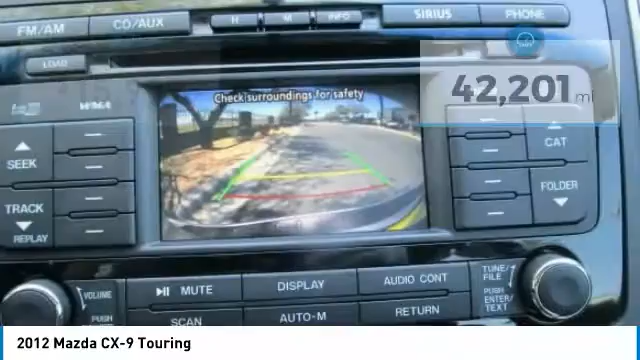 FM/AM CD/AUX H M INFO SIRIUS PHONE
LOAD
Check surroundings for safety
42,201 mi
SEEK
CAT
TRACK
REPLAY
FOLDER
VOLUME
PUSH
MUTE DISPLAY AUDIO CONT
TUNE/
FILE
PUSH
ENTER/
TEXT
SCAN AUTO-M RETURN
2012 Mazda CX-9 Touring